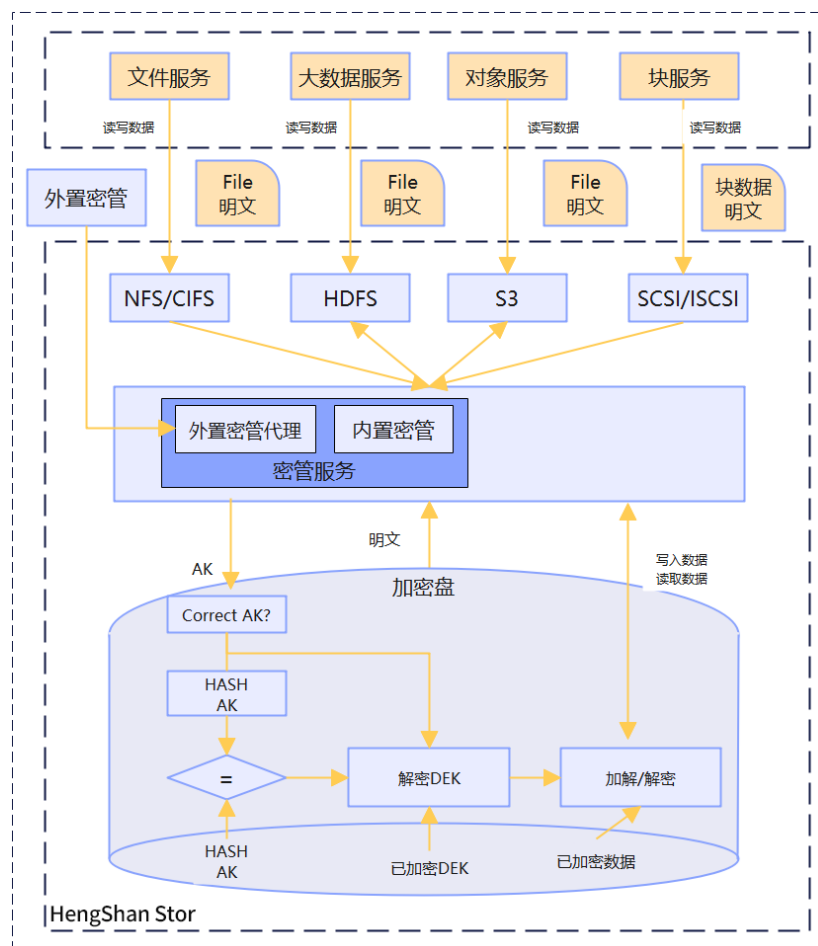 文件服务
大数据服务
对象服务
块服务
读写数据
读写数据
读写数据
读写数据
外置密管
File
明文
File
明文
File
明文
块数据
明文
NFS/CIFS
HDFS
S3
SCSI/ISCSI
外置密管代理
内置密管
密管服务
AK
明文
写入数据
读取数据
加密盘
Correct AK?
HASH
AK
=
解密DEK
加解/解密
HASH
AK
已加密DEK
已加密数据
HengShan Stor